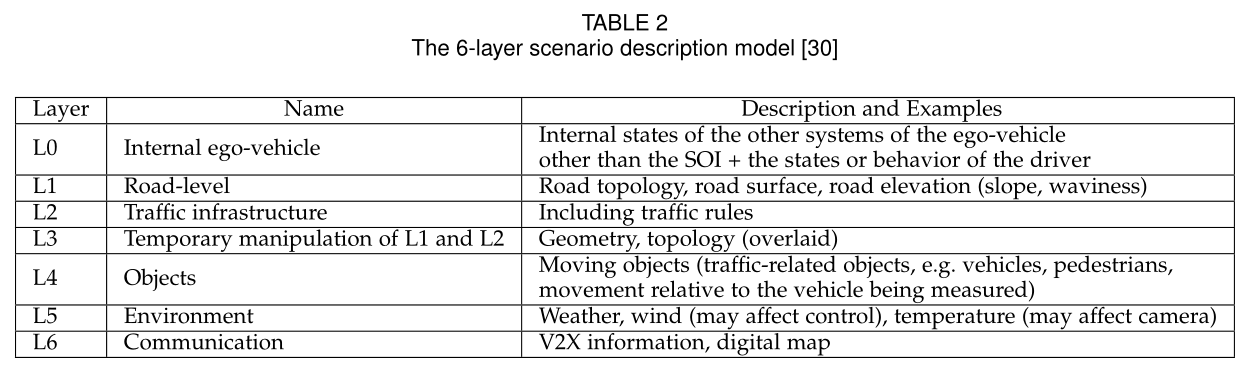 TABLE 2
The 6-layer scenario description model [30]
Layer Name Description and Examples
L0 Internal ego-vehicle Internal states of the other systems of the ego-vehicle
other than the SOI + the states or behavior of the driver
L1 Road-level Road topology, road surface, road elevation (slope, waviness)
L2 Traffic infrastructure Including traffic rules
L3 Temporary manipulation of L1 and L2 Geometry, topology (overlaid)
L4 Objects Moving objects (traffic-related objects, e.g. vehicles, pedestrians,
movement relative to the vehicle being measured)
L5 Environment Weather, wind (may affect control), temperature (may affect camera)
L6 Communication V2X information, digital map